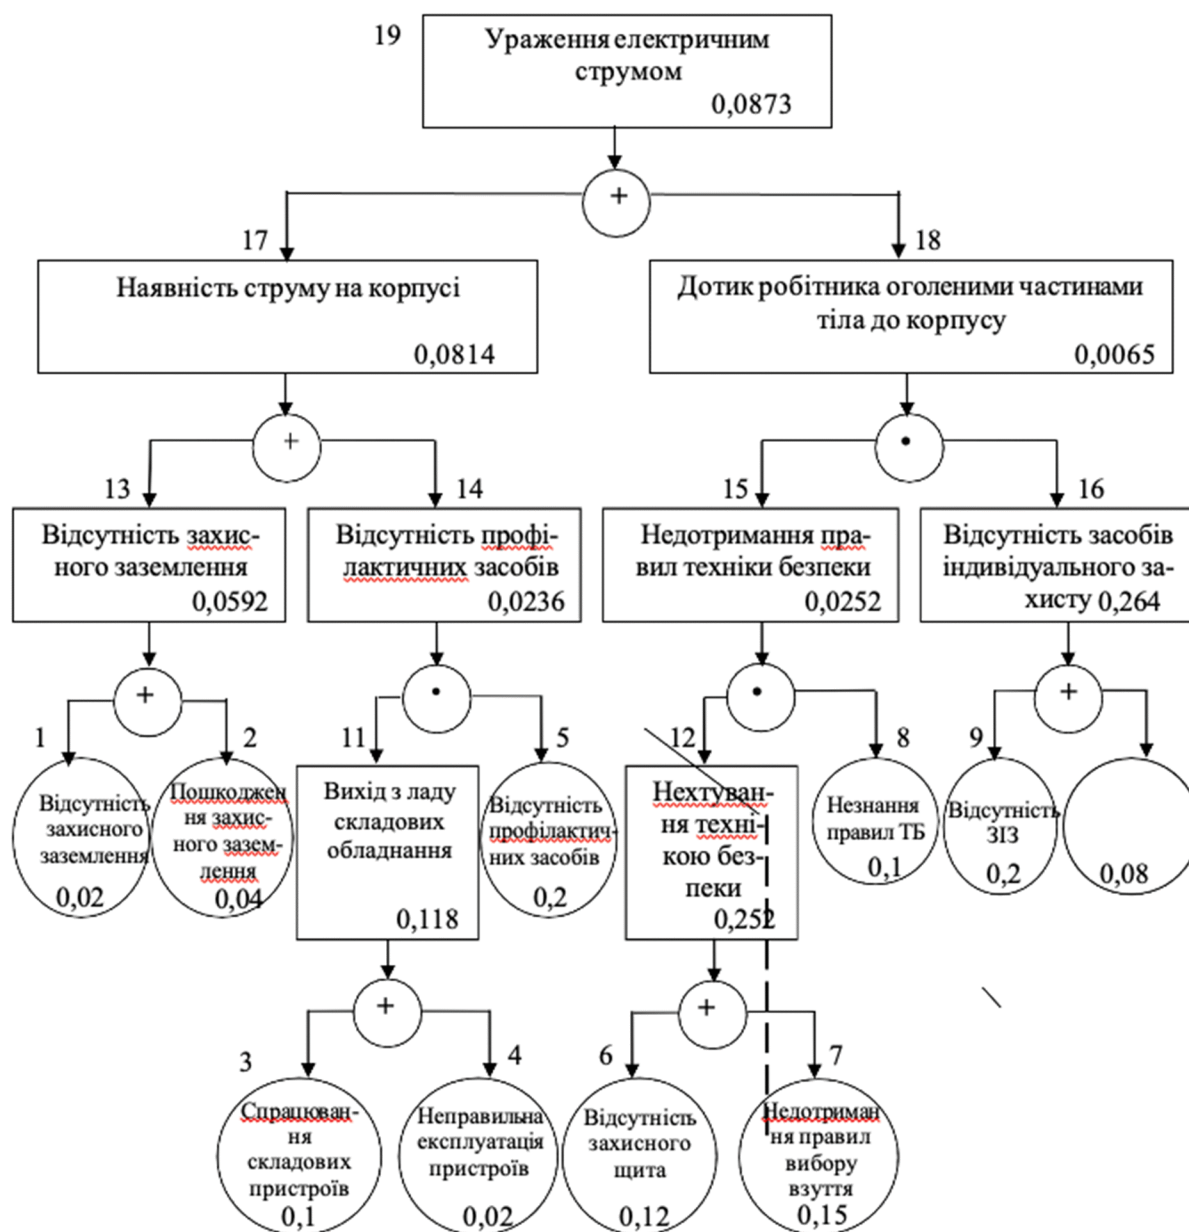 19
Ураження електричним
струмом
0,0873
+
17
18
Наявність струму на корпусі
0,0814
Дотик робітника оголеними частинами
тіла до корпусу
0,0065
+
•
13
14
15
16
Відсутність захис-
ного заземлення
0,0592
Відсутність профі-
лактичних засобів
0,0236
Недотримання пра-
вил техніки безпеки
0,0252
Відсутність засобів
індивідуального за-
хисту 0,264
+
•
•
+
1
2
11
5
12
8
9
Відсутність
захисного
заземлення
0,02
Пошкоджен
ня захис-
ного зазем-
лення
0,04
Вихід з ладу
складових
обладнання
0,118
Відсутність
профілактич-
них засобів
0,2
Нехтуван-
ня техні-
кою без-
пеки
0,252
Незнання
правил ТБ
0,1
Відсутність
ЗІЗ
0,2
0,08
+
+
3
4
6
7
Спрацюван-
ня
складових
пристроїв
0,1
Неправильна
експлуатація
пристроїв
0,02
Відсутність
захисного
щита
0,12
Недотриман
ня правил
вибору
взуття
0,15